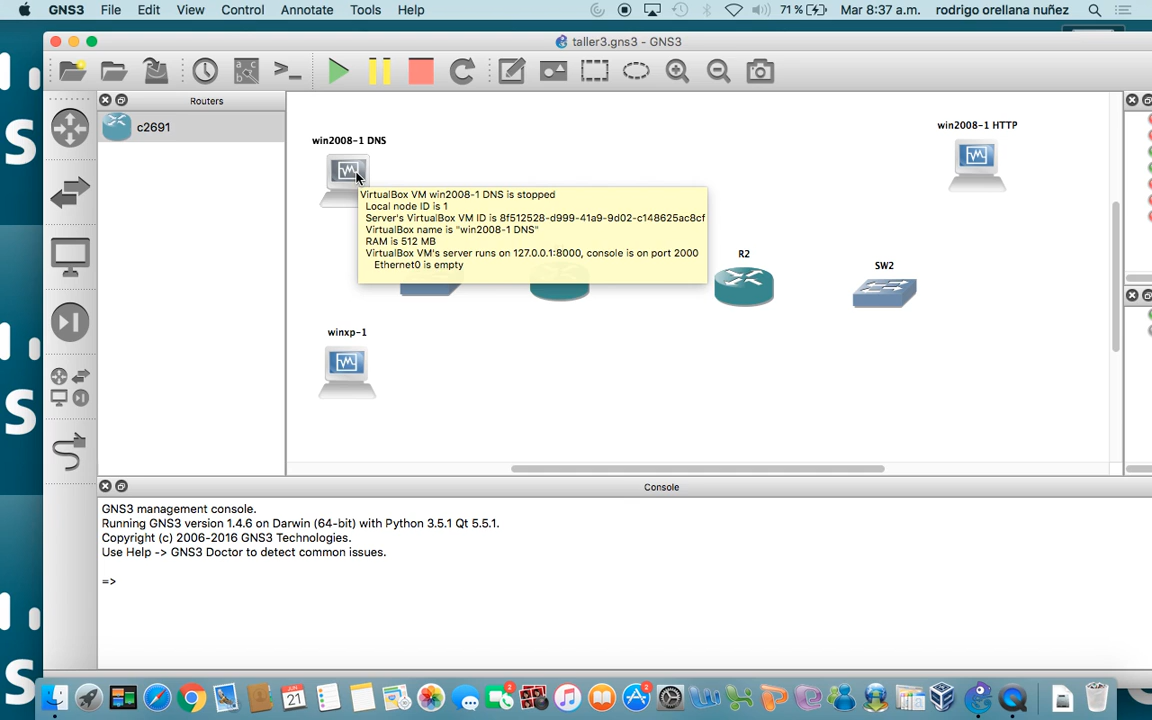 GNS3 File Edit View Control Annotate Tools Help 71 % Mar 8:37 a.m. rodrigo orellana nuñez
taller3.gns3 - GNS3
Routers
c2691
win2008-1 DNS
win2008-1 HTTP
VirtualBox VM win2008-1 DNS is stopped
Local node ID is 1
Server's VirtualBox VM ID is 8f512528-d999-41a9-9d02-c148625ac8cf
VirtualBox name is "win2008-1 DNS"
RAM is 512 MB
VirtualBox VM's server runs on 127.0.0.1:8000, console is on port 2000
Ethernet0 is empty
R2
SW2
winxp-1
Console
GNS3 management console.
Running GNS3 version 1.4.6 on Darwin (64-bit) with Python 3.5.1 Qt 5.5.1.
Copyright (c) 2006-2016 GNS3 Technologies.
Use Help -> GNS3 Doctor to detect common issues.
=>